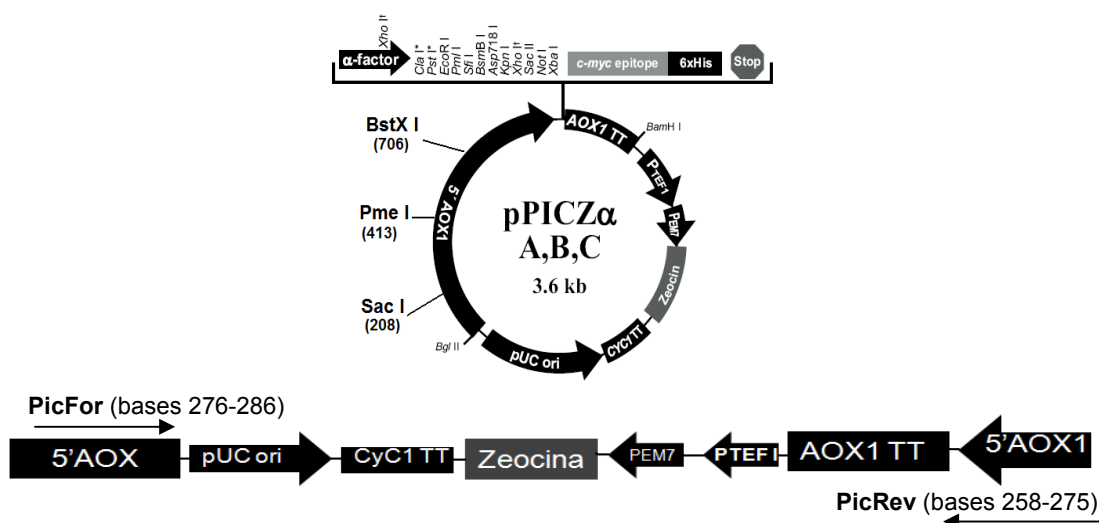 α-factor
Xho I†
Cla I*
Pst I*
EcoR I
Pml I
Sfi I
BsmB I
Asp718 I
Kpn I
Xho I†
Sac II
Not I
Xba I
c-myc epitope
6xHis
Stop
BstX I
(706)
AOX1 TT
BamH I
5´ AOX1
PTEF1
Pme I
(413)
pPICZα
A,B,C
3.6 kb
PEM7
Zeocin
Sac I
(208)
Bgl II
pUC ori
CYC1 TT
PicFor (bases 276-286)
5'AOX
pUC ori
CyC1 TT
Zeocina
PEM7
PTEF I
AOX1 TT
5'AOX1
PicRev (bases 258-275)